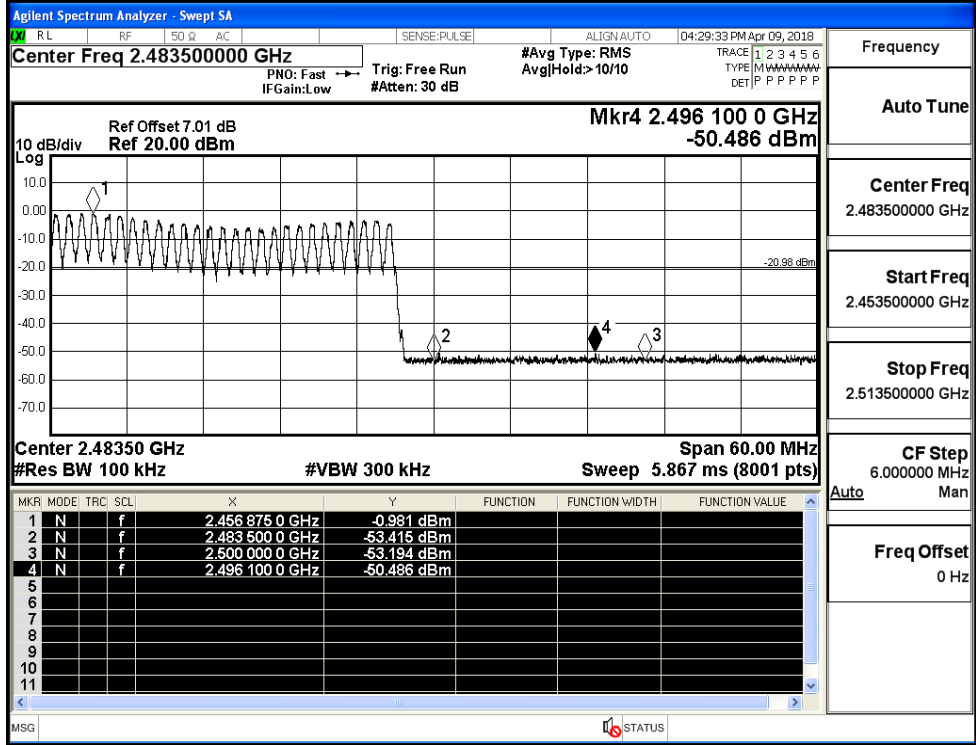 Agilent Spectrum Analyzer - Swept SA
LXI RL RF 50 Ω AC SENSE:PULSE ALIGN AUTO 04:29:33 PM Apr 09, 2018
Center Freq 2.483500000 GHz
PNO: Fast
IFGain:Low
Trig: Free Run
#Atten: 30 dB
#Avg Type: RMS
Avg|Hold:> 10/10
TRACE 1 2 3 4 5 6
TYPE M WWWWW
DET P P P P P P
Mkr4 2.496 100 0 GHz
-50.486 dBm
Ref Offset 7.01 dB
Ref 20.00 dBm
10 dB/div
Log
10.0
0.00
-10.0
-20.0
-30.0
-40.0
-50.0
-60.0
-70.0
1
-20.98 dBm
2
4
3
Center 2.48350 GHz Span 60.00 MHz
#Res BW 100 kHz #VBW 300 kHz Sweep 5.867 ms (8001 pts)
MKR MODE TRC SCL X Y FUNCTION FUNCTION WIDTH FUNCTION VALUE
1 N f 2.456 875 0 GHz -0.981 dBm
2 N f 2.483 500 0 GHz -53.415 dBm
3 N f 2.500 000 0 GHz -53.194 dBm
4 N f 2.496 100 0 GHz -50.486 dBm
5
6
7
8
9
10
11
MSG STATUS
Frequency
Auto Tune
Center Freq
2.483500000 GHz
Start Freq
2.453500000 GHz
Stop Freq
2.513500000 GHz
CF Step
6.000000 MHz
Auto Man
Freq Offset
0 Hz